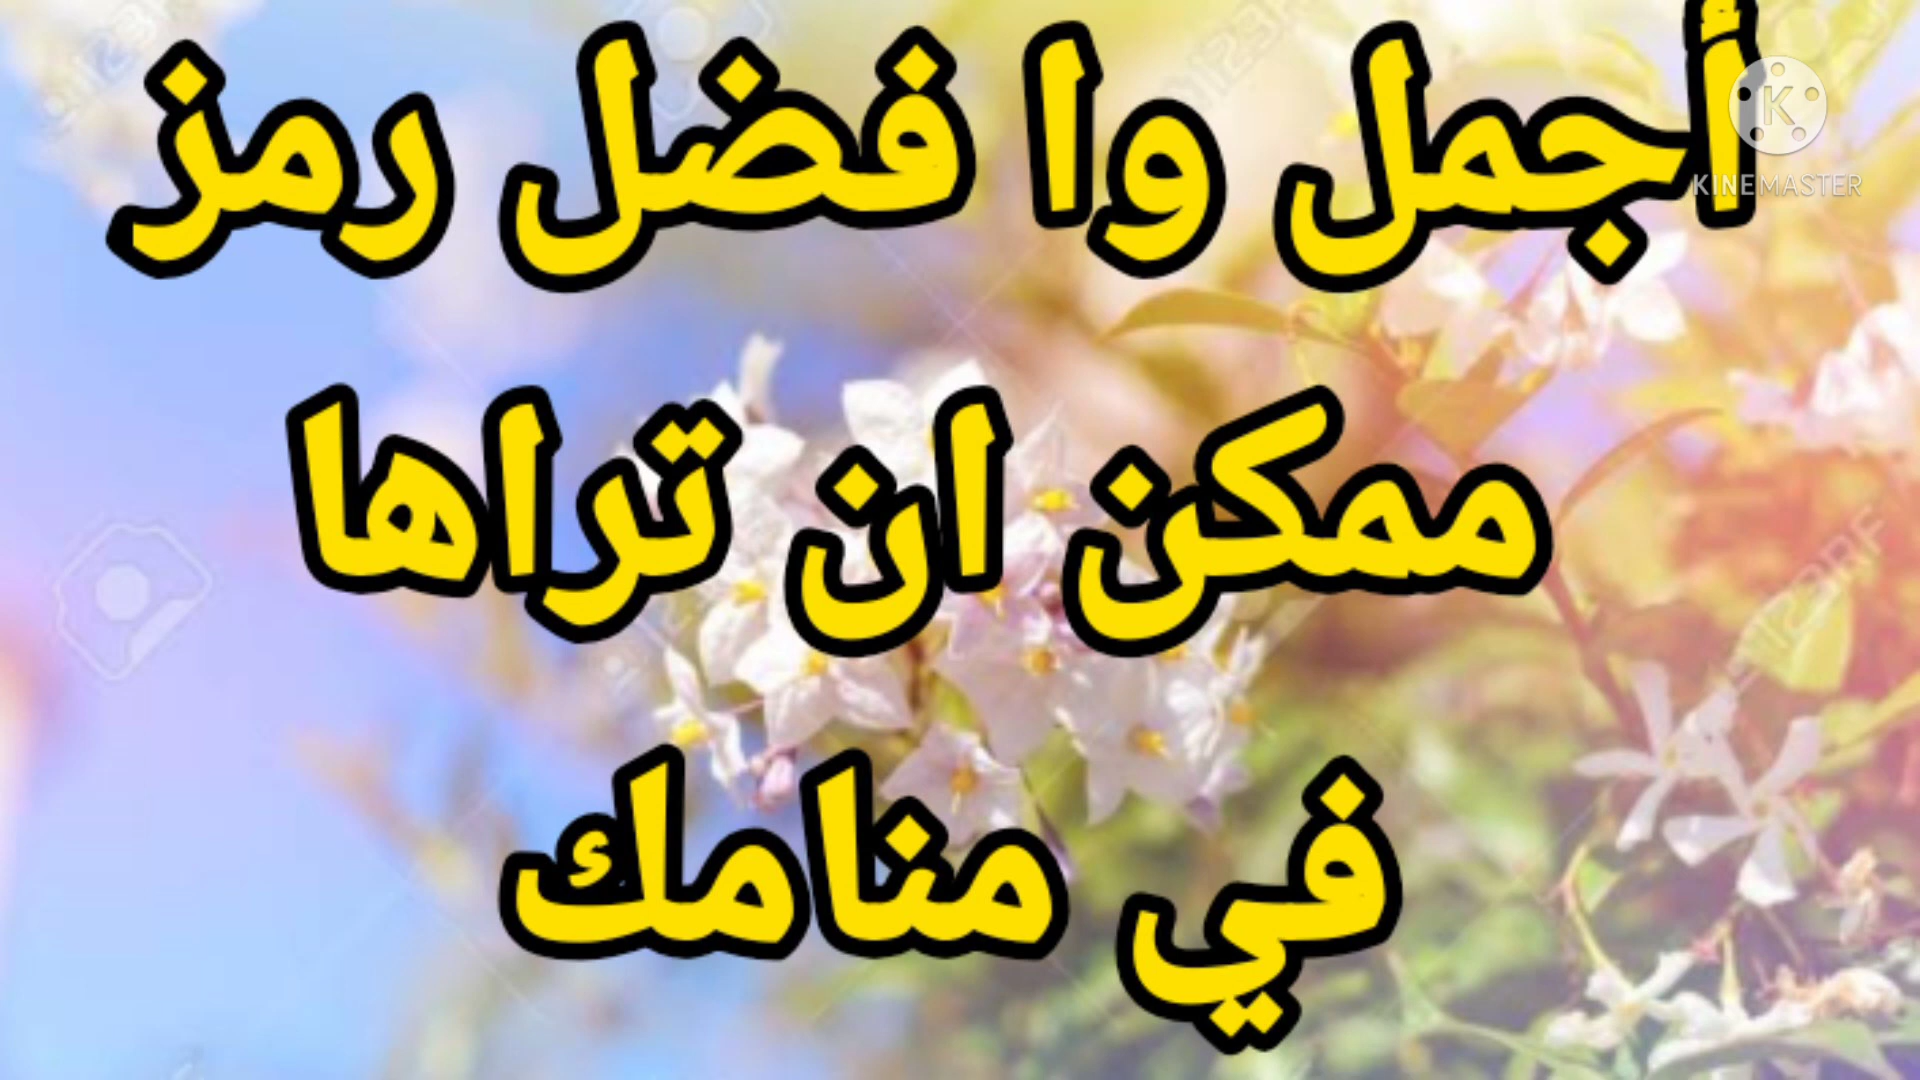 أجمل وا فضل رمز
KINEMASTER
ممكن ان تراها
في منامك